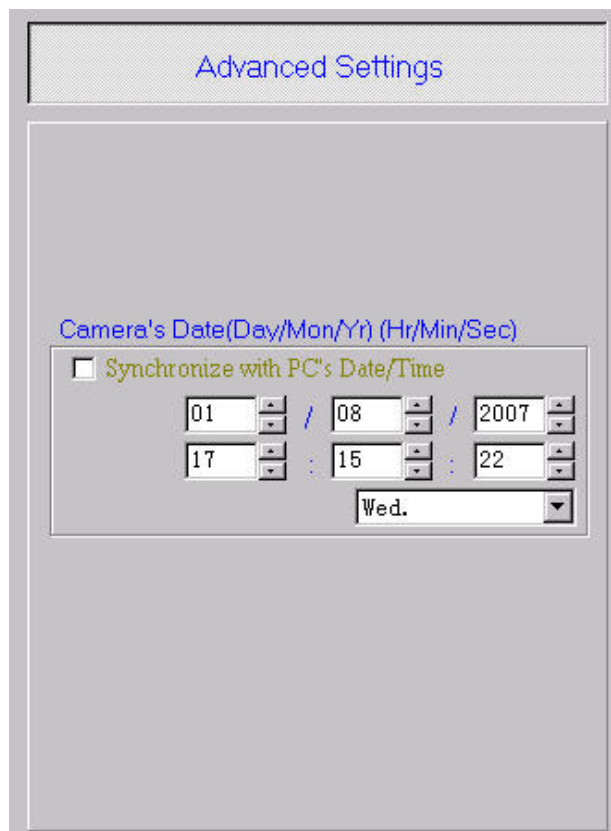 Advanced Settings
Camera's Date(Day/Mon/Yr) (Hr/Min/Sec)
Synchronize with PC's Date/Time
01 / 08 / 2007
17 : 15 : 22
Wed.